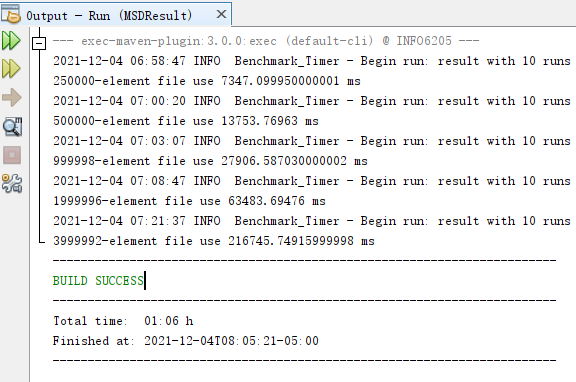 Output - Run (MSDResult)
--- exec-maven-plugin:3.0.0:exec (default-cli) @ INFO6205 ---
2021-12-04 06:58:47 INFO  Benchmark_Timer - Begin run: result with 10 runs
250000-element file use 7347.099950000001 ms
2021-12-04 07:00:20 INFO  Benchmark_Timer - Begin run: result with 10 runs
500000-element file use 13753.76963 ms
2021-12-04 07:03:07 INFO  Benchmark_Timer - Begin run: result with 10 runs
999998-element file use 27906.587030000002 ms
2021-12-04 07:08:47 INFO  Benchmark_Timer - Begin run: result with 10 runs
1999996-element file use 63483.69476 ms
2021-12-04 07:21:37 INFO  Benchmark_Timer - Begin run: result with 10 runs
3999992-element file use 216745.74915999998 ms
------------------------------------------------------------------------
BUILD SUCCESS
------------------------------------------------------------------------
Total time:  01:06 h
Finished at: 2021-12-04T08:05:21-05:00
------------------------------------------------------------------------